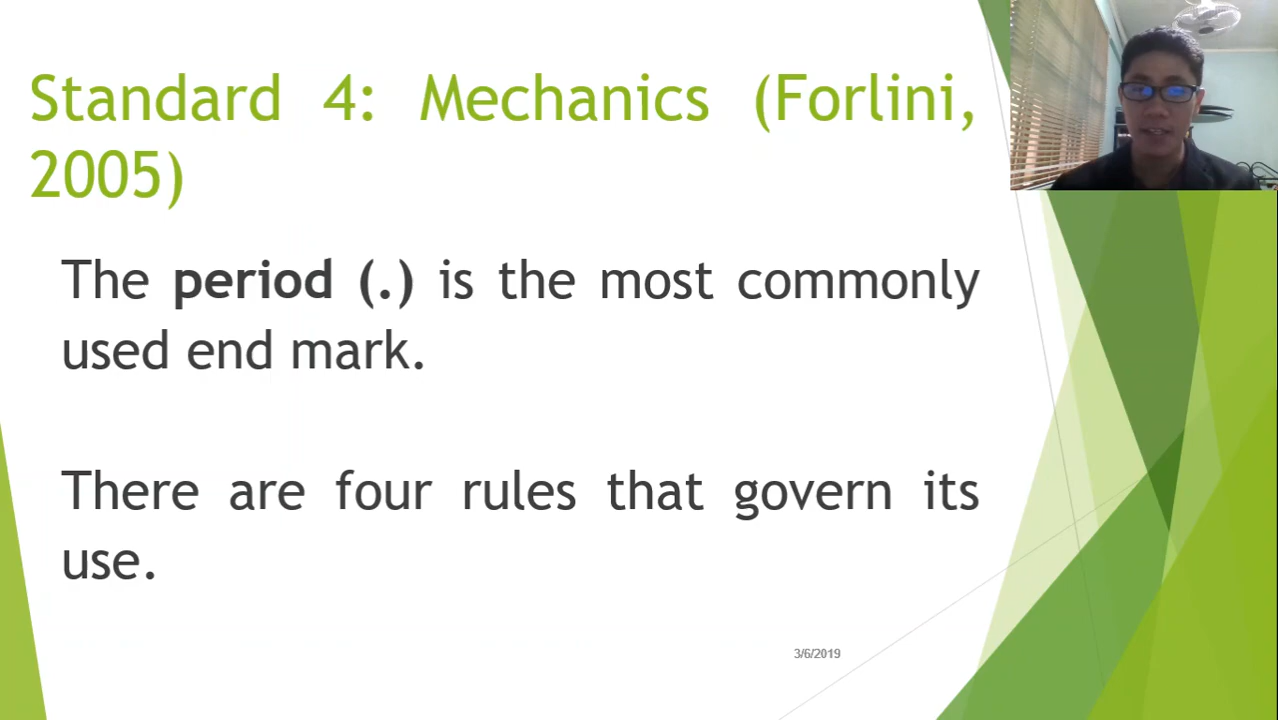 Standard 4: Mechanics (Forlini,
2005)
The period (.) is the most commonly
used end mark.
There are four rules that govern its
use.
3/6/2019